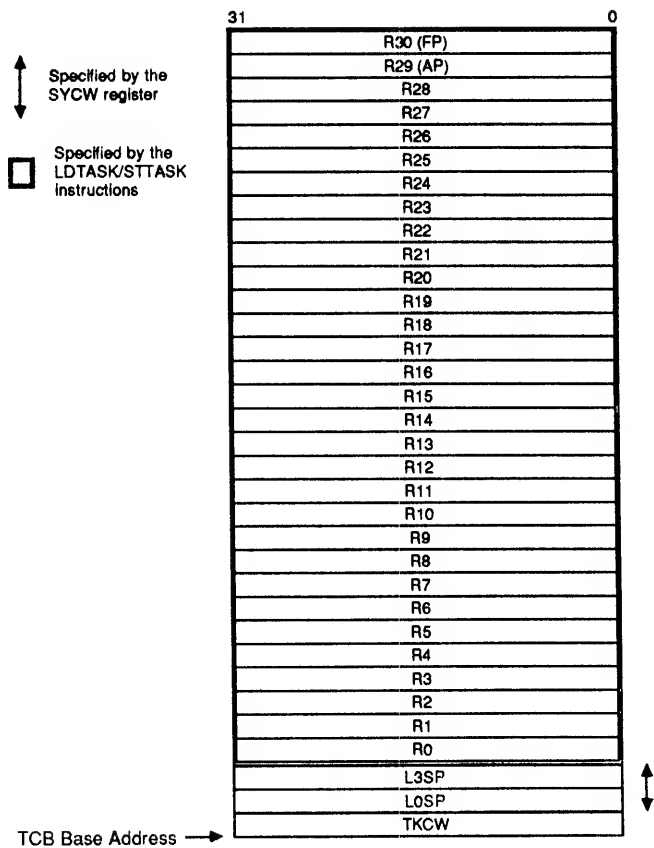 31 0
R30 (FP)
R29 (AP)
Specified by the
SYCW register
R28
R27
R26
Specified by the
LDTASK/STTASK
instructions
R25
R24
R23
R22
R21
R20
R19
R18
R17
R16
R15
R14
R13
R12
R11
R10
R9
R8
R7
R6
R5
R4
R3
R2
R1
R0
L3SP
L0SP
TKCW
TCB Base Address